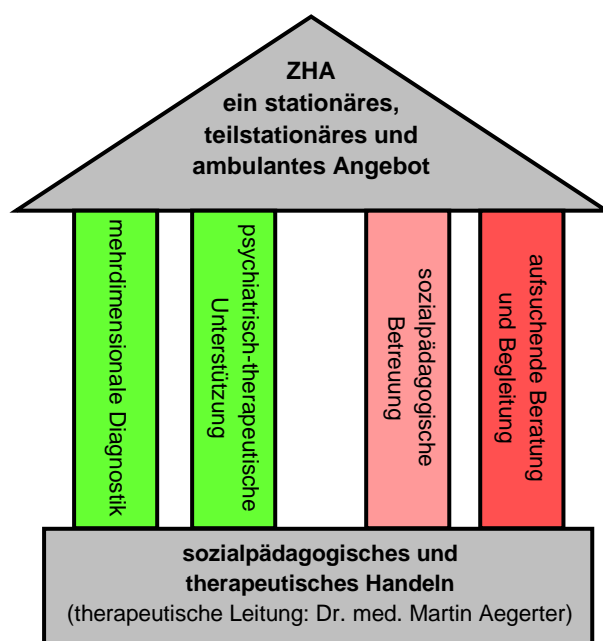 ZHA
ein stationäres,
teilstationäres und
ambulantes Angebot
mehrdimensionale Diagnostik
psychiatrisch-therapeutische
Unterstützung
sozialpädagogische
Betreuung
aufsuchende Beratung
und Begleitung
sozialpädagogisches und
therapeutisches Handeln
(therapeutische Leitung: Dr. med. Martin Aegerter)